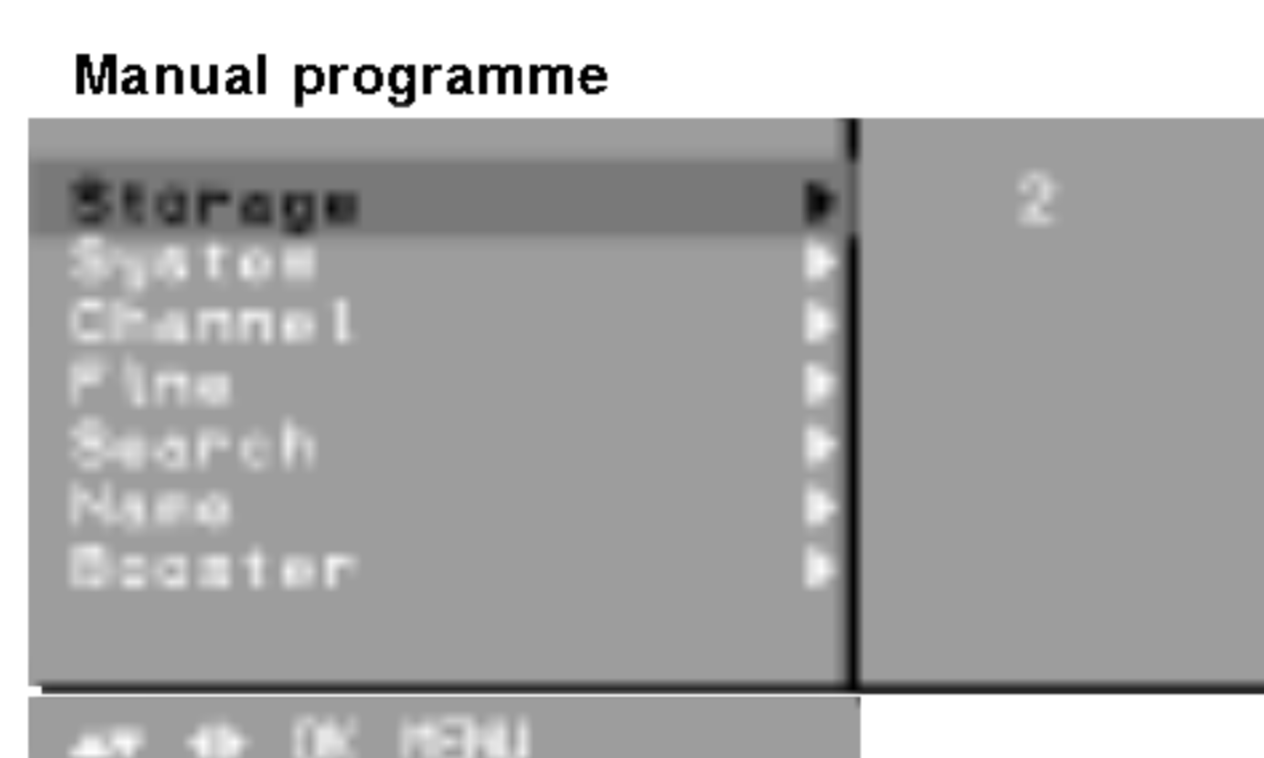 Manual programme
Storage 2
System
Channel
Fine
Search
Name
Booster
OK MENU